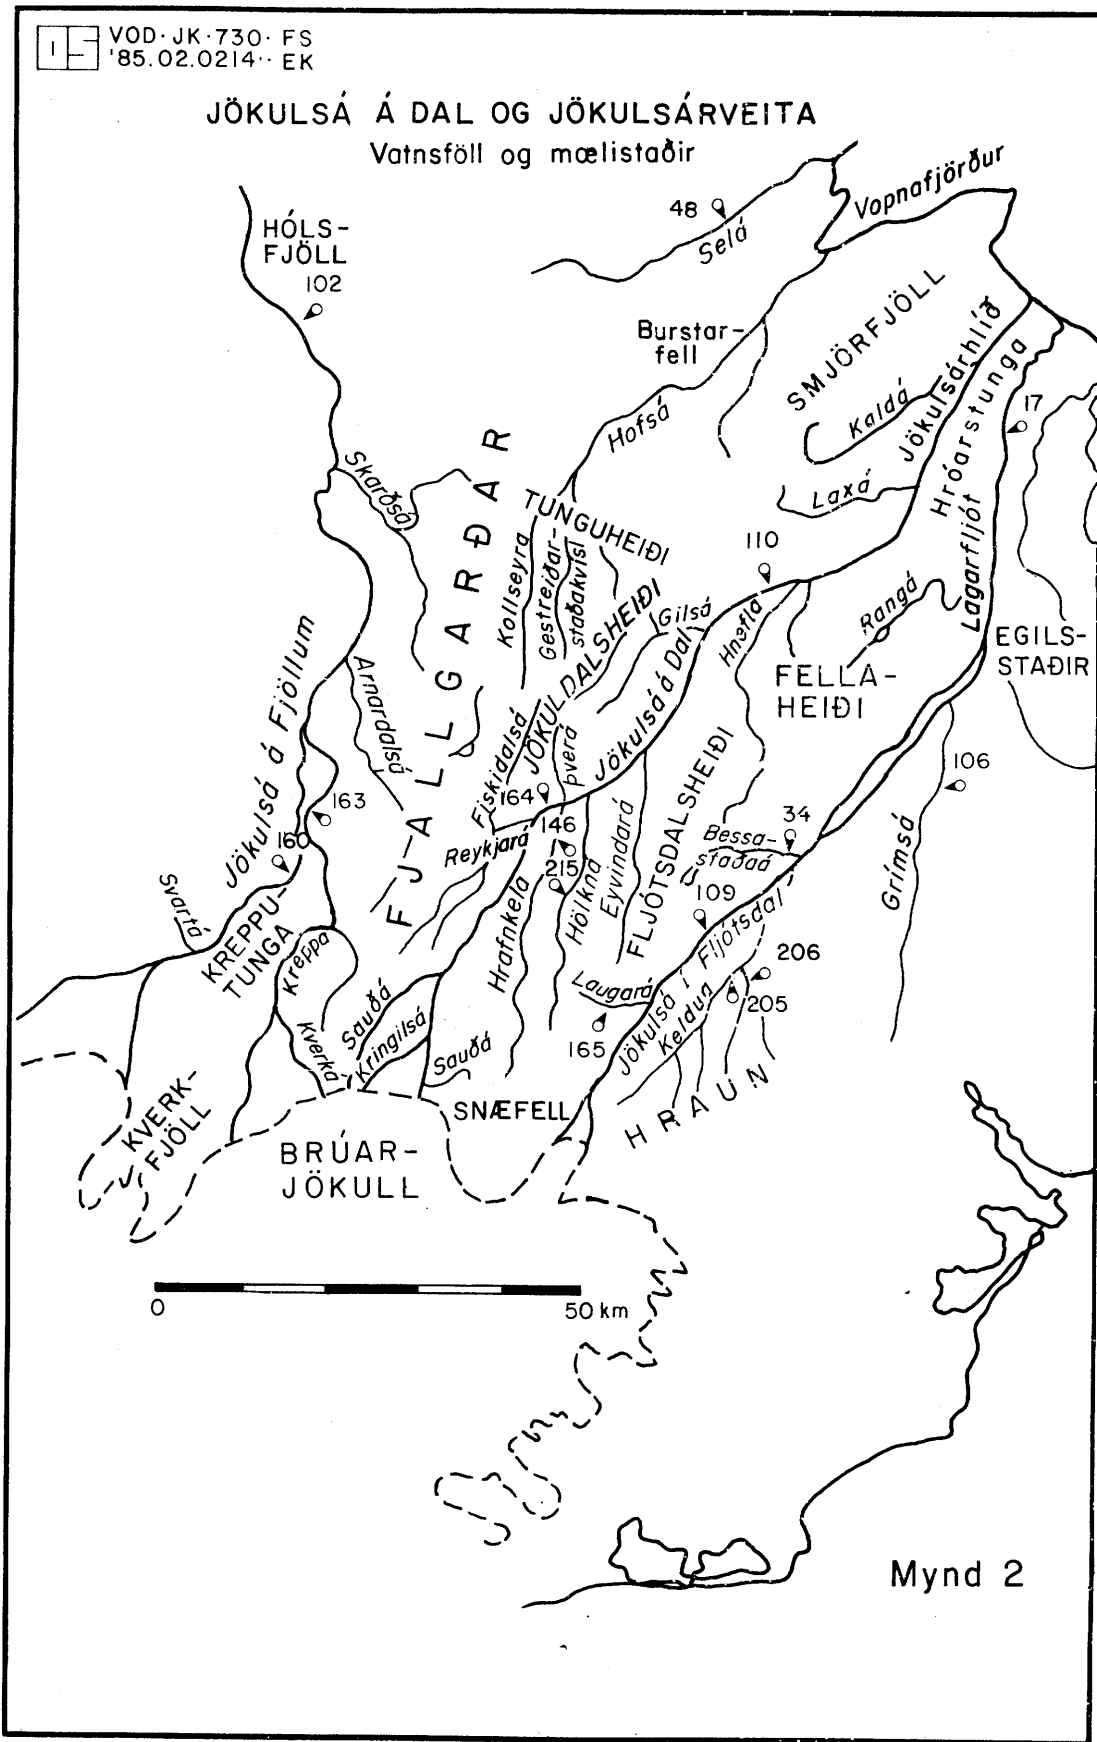 OS
VOD·JK·730· FS
'85.02.0214·· EK
JÖKULSÁ Á DAL OG JÖKULSÁRVEITA
Vatnsföll og mælistaðir
Vopnafjörður
48
Selá
HÓLS-
FJÖLL
102
Burstar-
fell
SMJÖRFJÖLL
Jökulsárhlíð
Hróarstunga
17
Kaldá
Hofsá
Laxá
Lagarfljót
Skarðsá
FJALLGARÐAR
TUNGUHEIÐI
Kollseyra
Gestreiðar-
staðakvísl
110
JÖKULDALSHEIÐI
Gilsá
Hnefla
Rangá
EGILS-
STAÐIR
FELLA-
HEIÐI
Jökulsá á Fjöllum
Arnardalsá
Jökulsá á Dal
Fiskidalsá
Þverá
FLJÓTSDALSHEIÐI
106
163
164
146
34
160
Reykjará
215
Eyvindará
Bessa-
staðaá
Grímsá
Svartá
Hrafnkela
Hölkná
109
KREPPU-
TUNGA
Kreppa
Jökulsá í Fljótsdal
206
205
Laugará
165
Keldua
Sauðá
Kringilsá
Kverká
Sauðá
HRAUN
SNÆFELL
KVERK-
FJÖLL
BRÚAR-
JÖKULL
0
50 km
Mynd 2